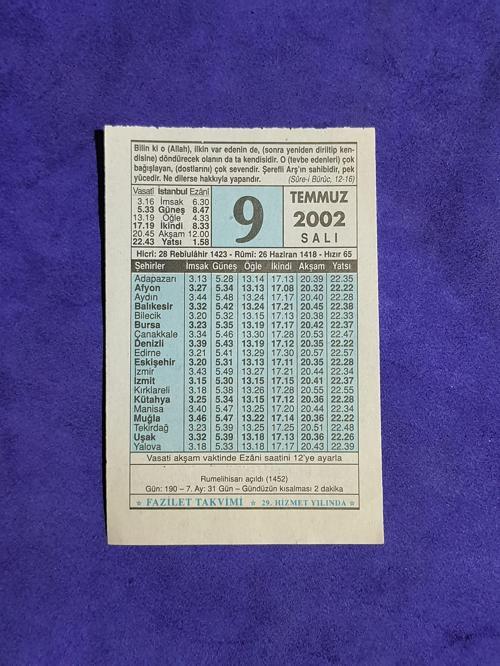 Bilin ki o (Allah), ilkin var edenin de, (sonra yeniden diriltip ken-
disine) döndürecek olanın da ta kendisidir. O (tevbe edenleri) çok
bağışlayan, (dostlarını) çok sevendir. Şerefli Arş'ın sahibidir, pek
yücedir. Ne dilerse hakkıyla yapandır. (Sûre-i Bürûc, 12-16)
Vasatî İstanbul Ezânî
3.16 İmsak 6.30
5.33 Güneş 8.47
13.19 Öğle 4.33
17.19 İkindi 8.33
20.45 Akşam 12.00
22.43 Yatsı 1.58
9
TEMMUZ
2002
SALI
Hicrî: 28 Rebiulâhir 1423 - Rûmî: 26 Haziran 1418 - Hızır 65
Şehirler İmsak Güneş Öğle İkindi Akşam Yatsı
Adapazarı 3.13 5.28 13.14 17.13 20.39 22.35
Afyon 3.27 5.34 13.13 17.08 20.32 22.22
Aydın 3.44 5.48 13.24 17.17 20.40 22.28
Balıkesir 3.32 5.42 13.24 17.21 20.45 22.38
Bilecik 3.20 5.32 13.15 17.13 20.38 22.33
Bursa 3.23 5.35 13.19 17.17 20.42 22.37
Çanakkale 3.34 5.46 13.30 17.28 20.53 22.47
Denizli 3.39 5.43 13.19 17.12 20.35 22.22
Edirne 3.21 5.41 13.29 17.30 20.57 22.57
Eskişehir 3.20 5.31 13.13 17.11 20.35 22.28
İzmir 3.43 5.49 13.27 17.21 20.44 22.34
İzmit 3.15 5.30 13.15 17.15 20.41 22.37
Kırklareli 3.18 5.38 13.26 17.28 20.55 22.55
Kütahya 3.25 5.34 13.15 17.12 20.36 22.28
Manisa 3.40 5.47 13.25 17.20 20.44 22.34
Muğla 3.46 5.47 13.22 17.14 20.36 22.22
Tekirdağ 3.23 5.39 13.25 17.25 20.51 22.48
Uşak 3.32 5.39 13.18 17.13 20.36 22.26
Yalova 3.18 5.33 13.18 17.17 20.43 22.39
Vasati akşam vaktinde Ezânî saatini 12'ye ayarla
Rumelihisarı açıldı (1452)
Gün: 190 – 7. Ay: 31 Gün – Gündüzün kısalması 2 dakika
FAZİLET TAKVİMİ ★ 29. HİZMET YILINDA